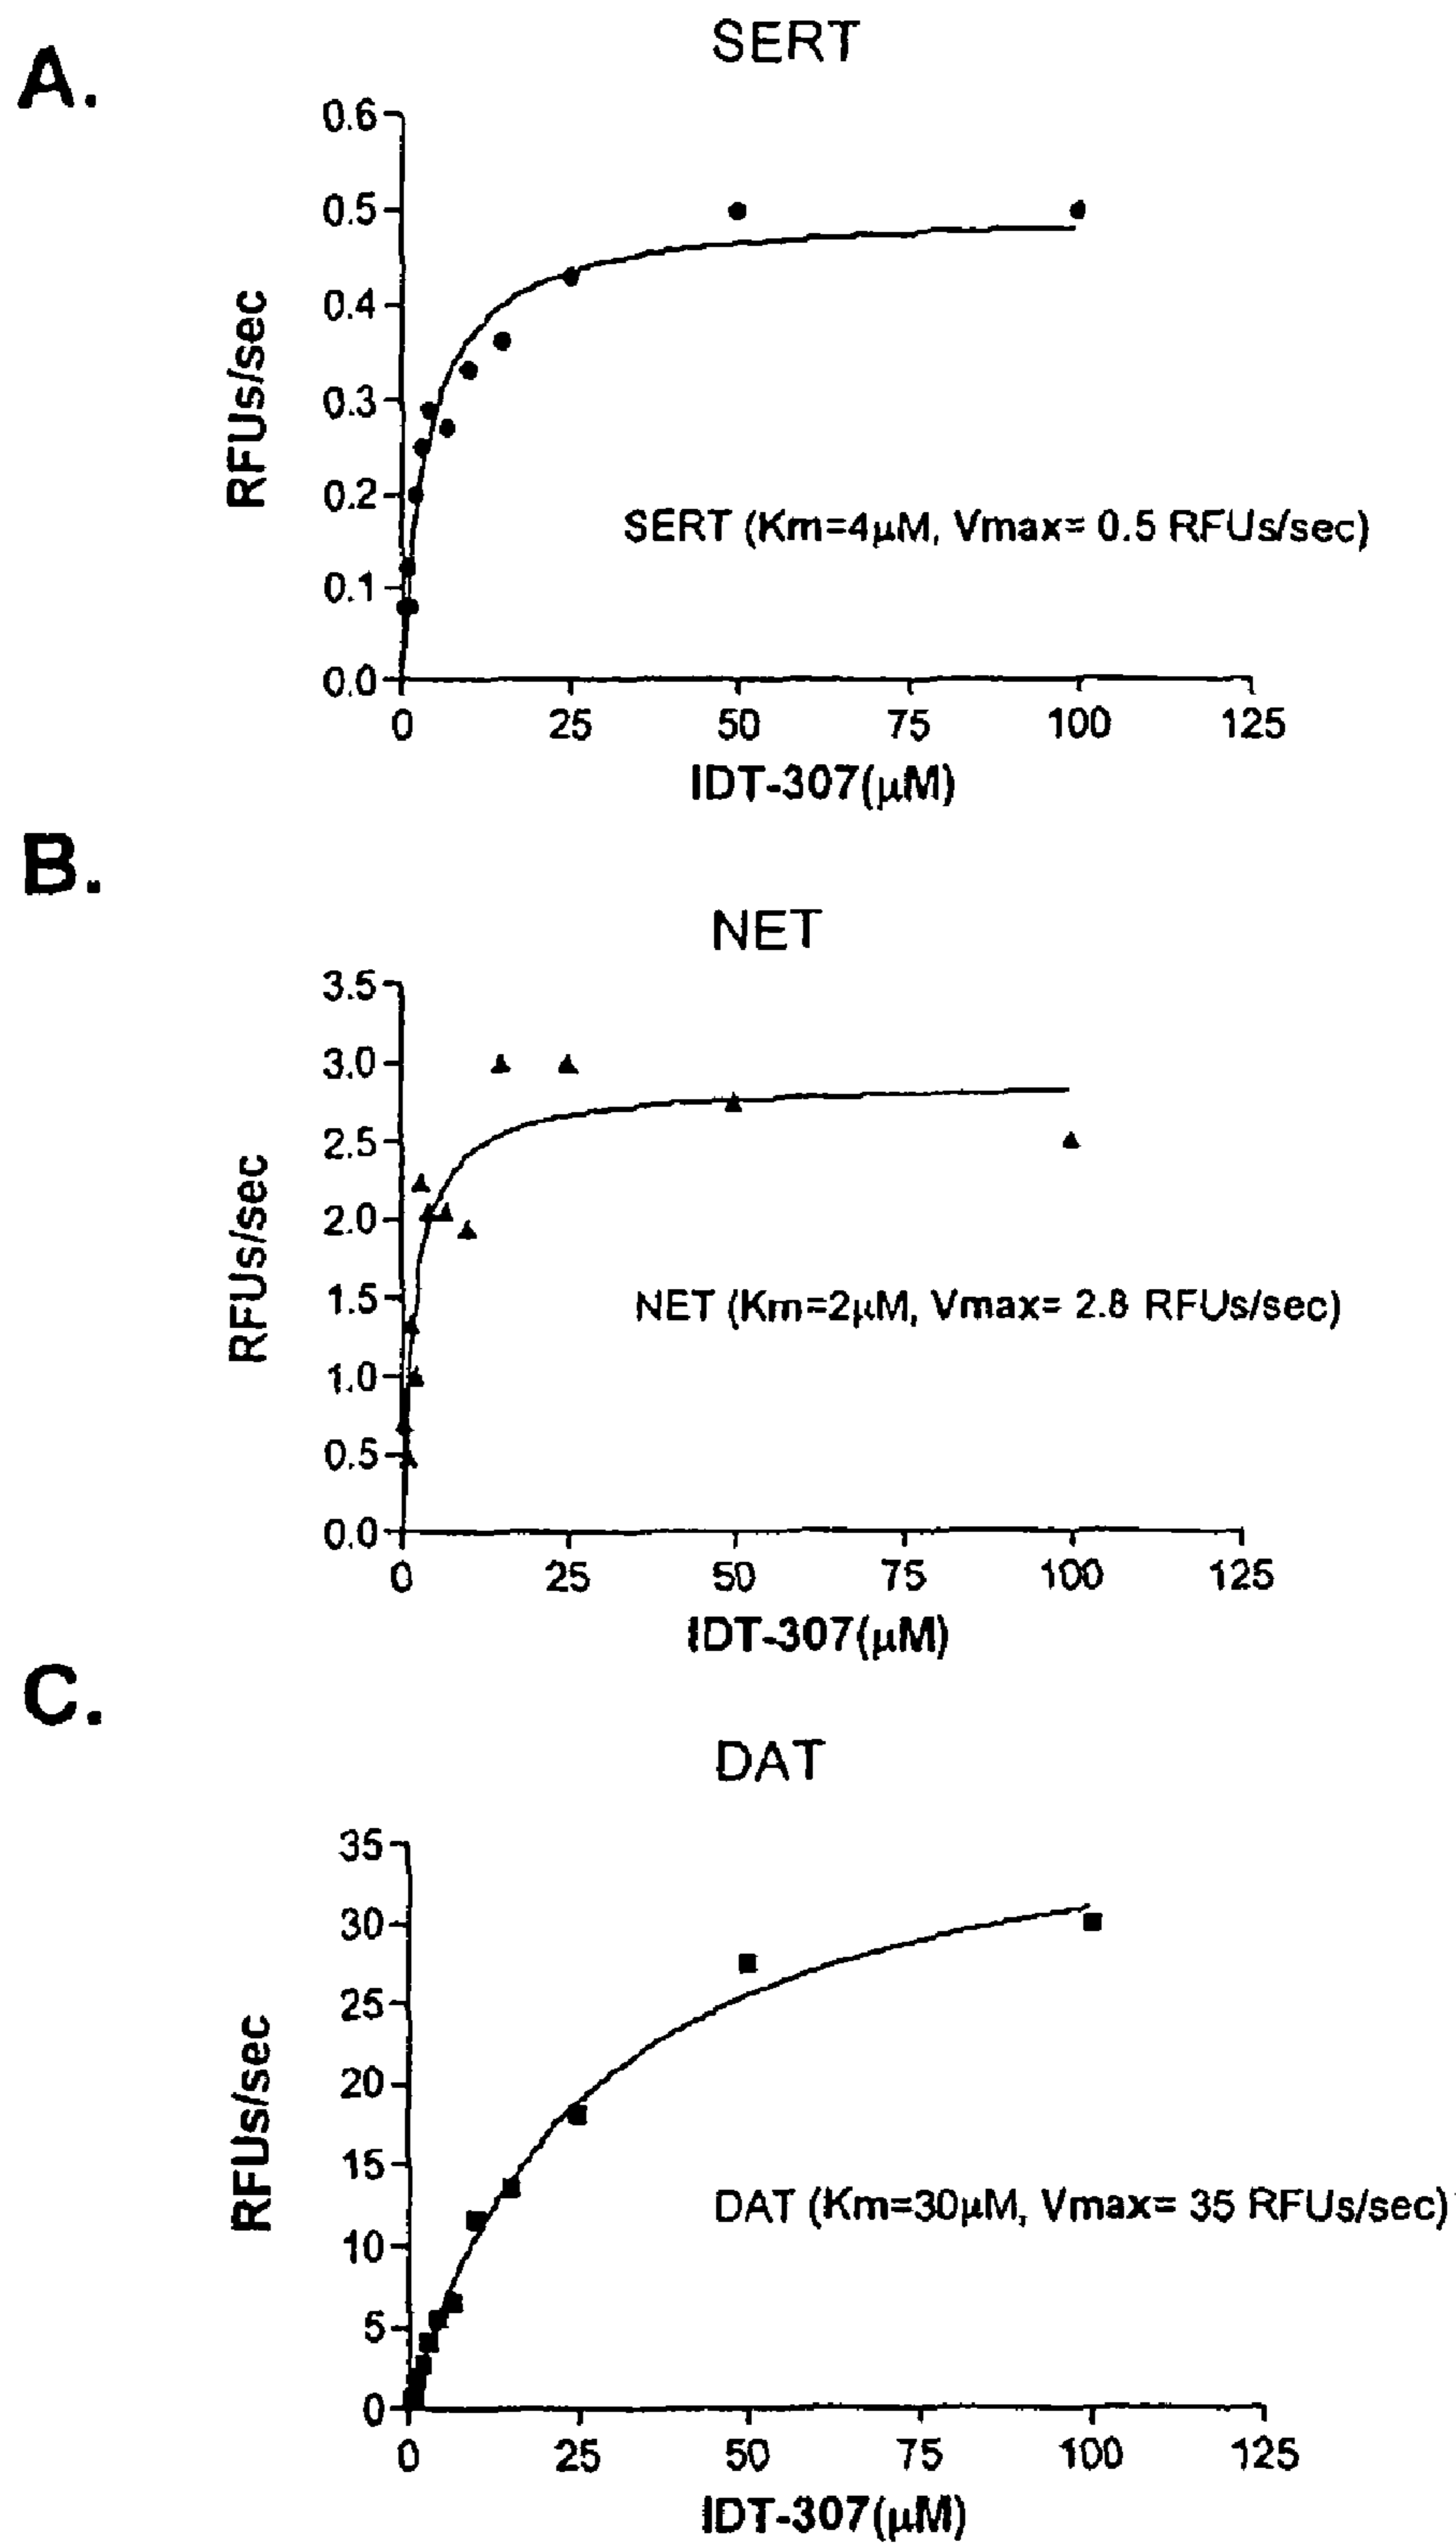 A.
SERT
0.6
0.5
0.4
0.3
0.2
0.1
0.0
RFUs/sec
SERT (Km=4μM, Vmax= 0.5 RFUs/sec)
0 25 50 75 100 125
IDT-307(μM)
B.
NET
3.5
3.0
2.5
2.0
1.5
1.0
0.5
0.0
RFUs/sec
NET (Km=2μM, Vmax= 2.8 RFUs/sec)
0 25 50 75 100 125
IDT-307(μM)
C.
DAT
35
30
25
20
15
10
5
0
RFUs/sec
DAT (Km=30μM, Vmax= 35 RFUs/sec)
0 25 50 75 100 125
IDT-307(μM)